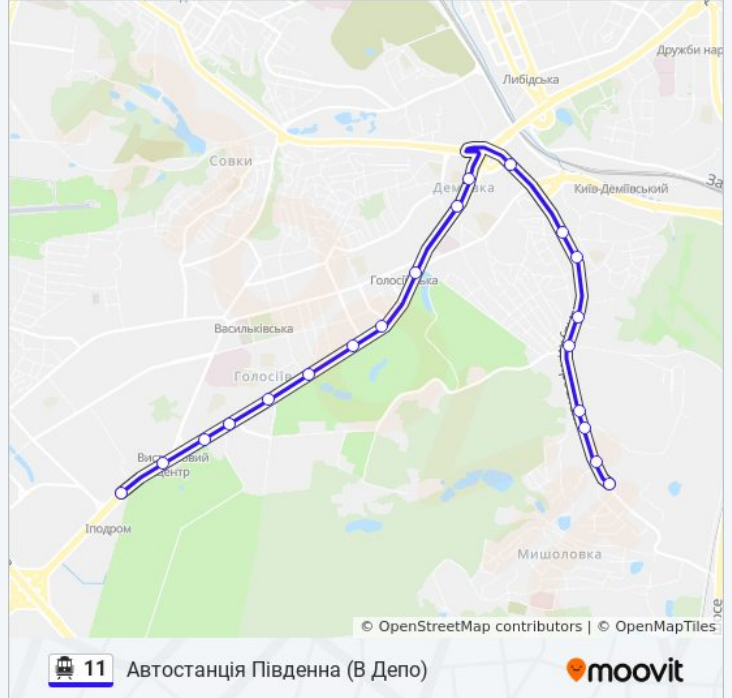 Дружби нар
Либідська
Совки
Деміївка
Київ-Деміївський
За
Голосіївська
Васильківська
Голосіїв
Виставковий
центр
Іподром
Мишоловка
© OpenStreetMap contributors | © OpenMapTiles
11 Автостанція Південна (В Депо)
moovit